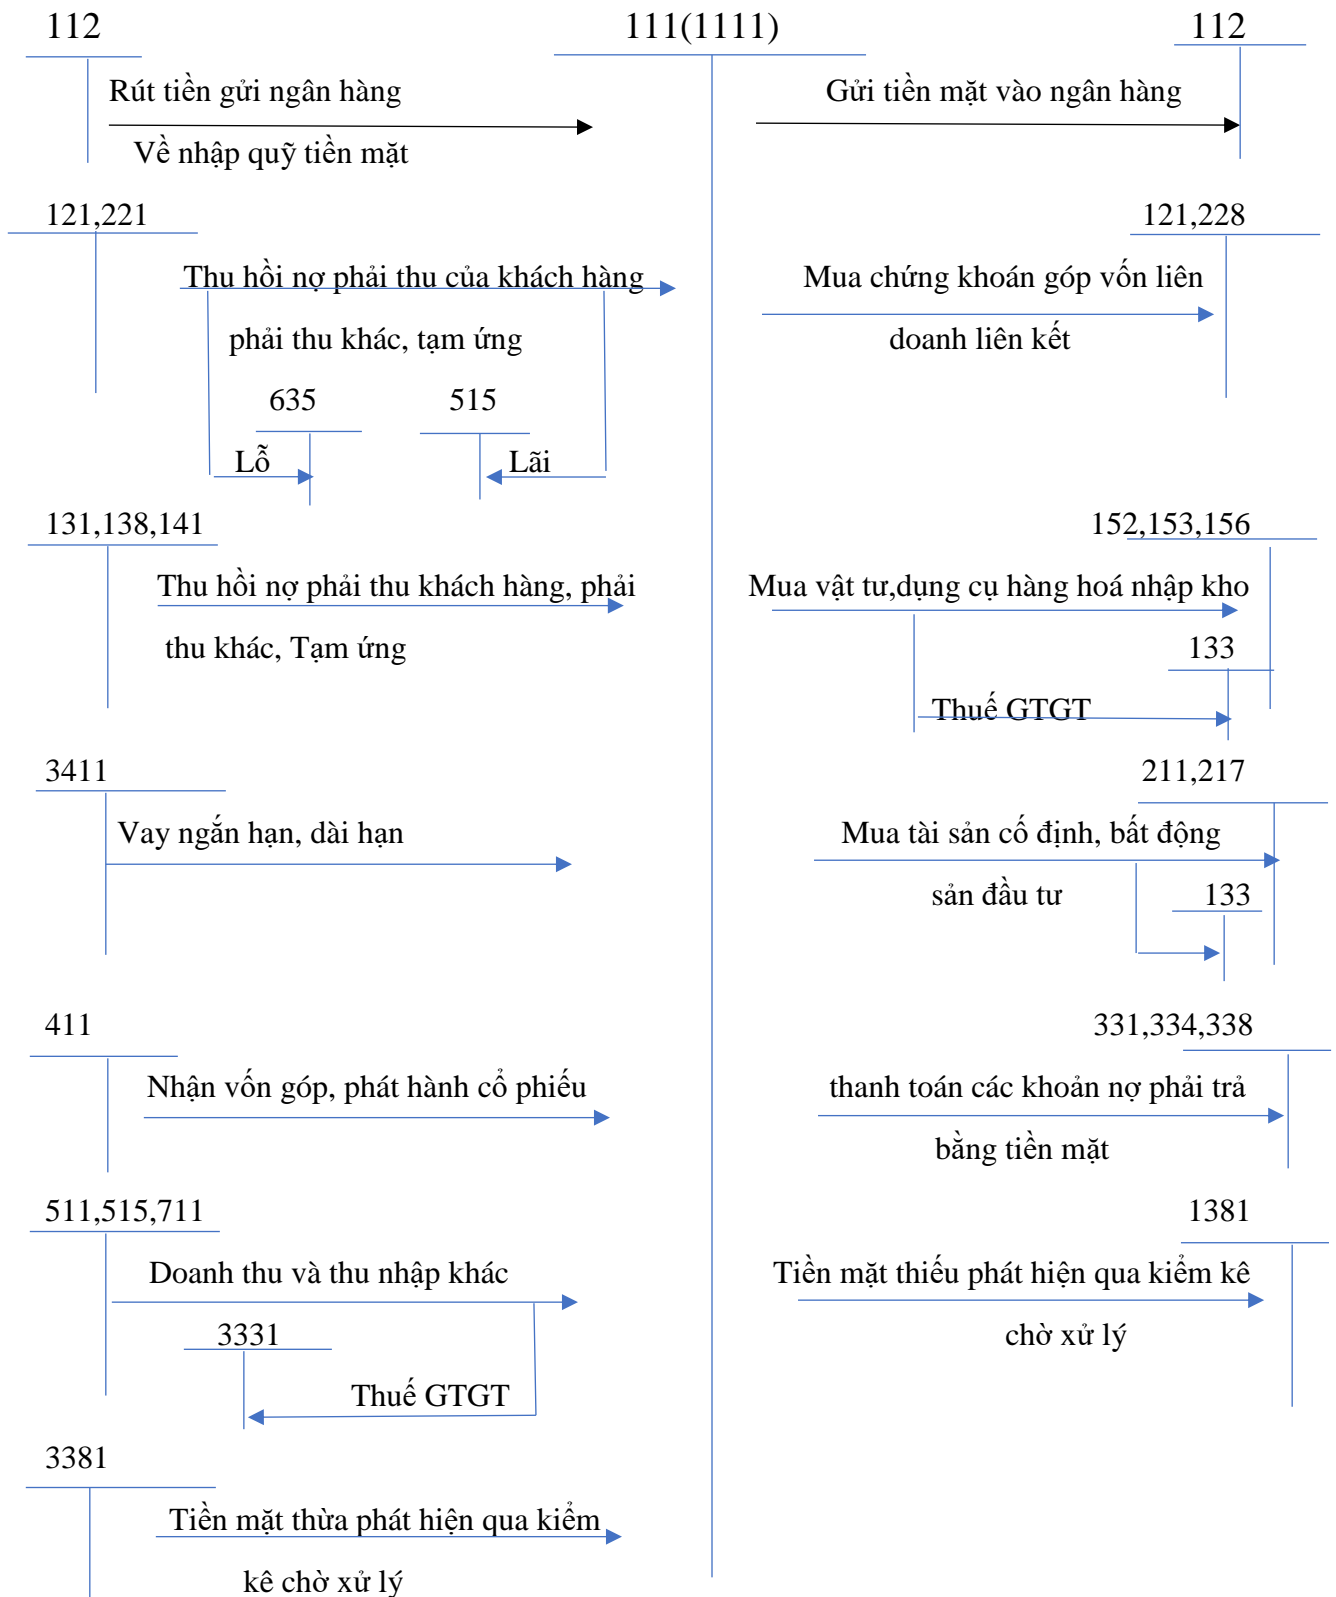 112
111(1111)
112
Rút tiền gửi ngân hàng
Về nhập quỹ tiền mặt
Gửi tiền mặt vào ngân hàng
121,221
121,228
Thu hồi nợ phải thu của khách hàng
phải thu khác, tạm ứng
Mua chứng khoán góp vốn liên
doanh liên kết
635
515
Lỗ
Lãi
131,138,141
152,153,156
Thu hồi nợ phải thu khách hàng, phải
thu khác, Tạm ứng
Mua vật tư,dụng cụ hàng hoá nhập kho
133
Thuế GTGT
3411
211,217
Vay ngắn hạn, dài hạn
Mua tài sản cố định, bất động
sản đầu tư
133
411
331,334,338
Nhận vốn góp, phát hành cổ phiếu
thanh toán các khoản nợ phải trả
bằng tiền mặt
511,515,711
1381
Doanh thu và thu nhập khác
Tiền mặt thiếu phát hiện qua kiểm kê
chờ xử lý
3331
Thuế GTGT
3381
Tiền mặt thừa phát hiện qua kiểm
kê chờ xử lý